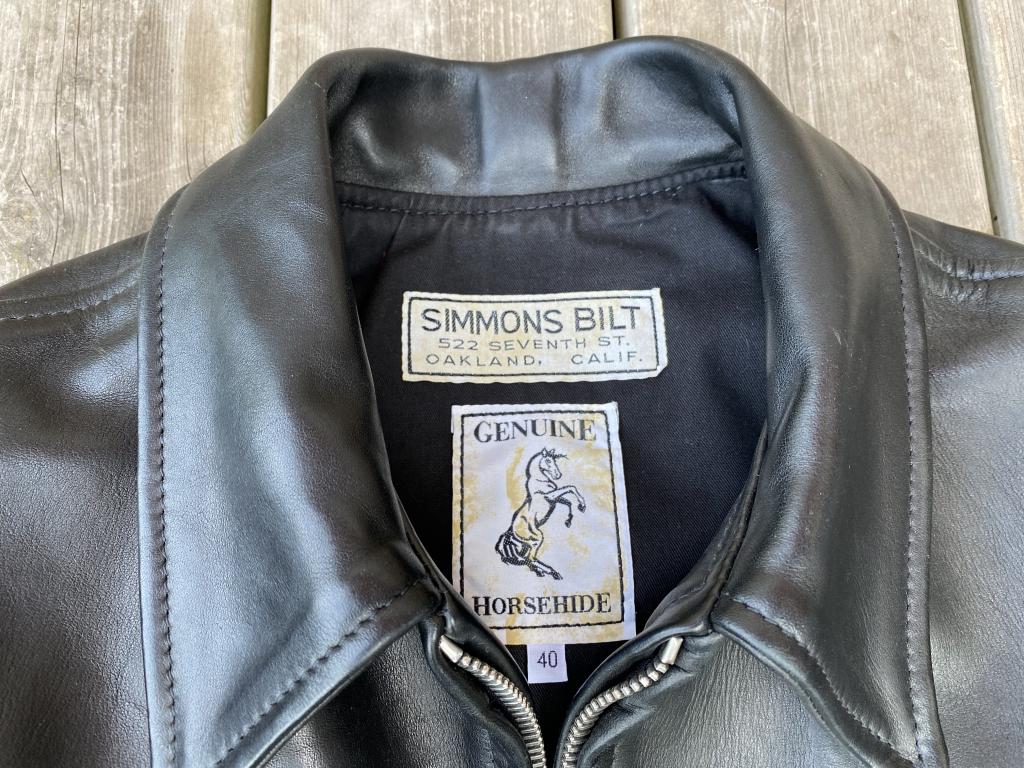 SIMMONS BILT
522 SEVENTH ST.
OAKLAND, CALIF.
GENUINE
HORSEHIDE
40